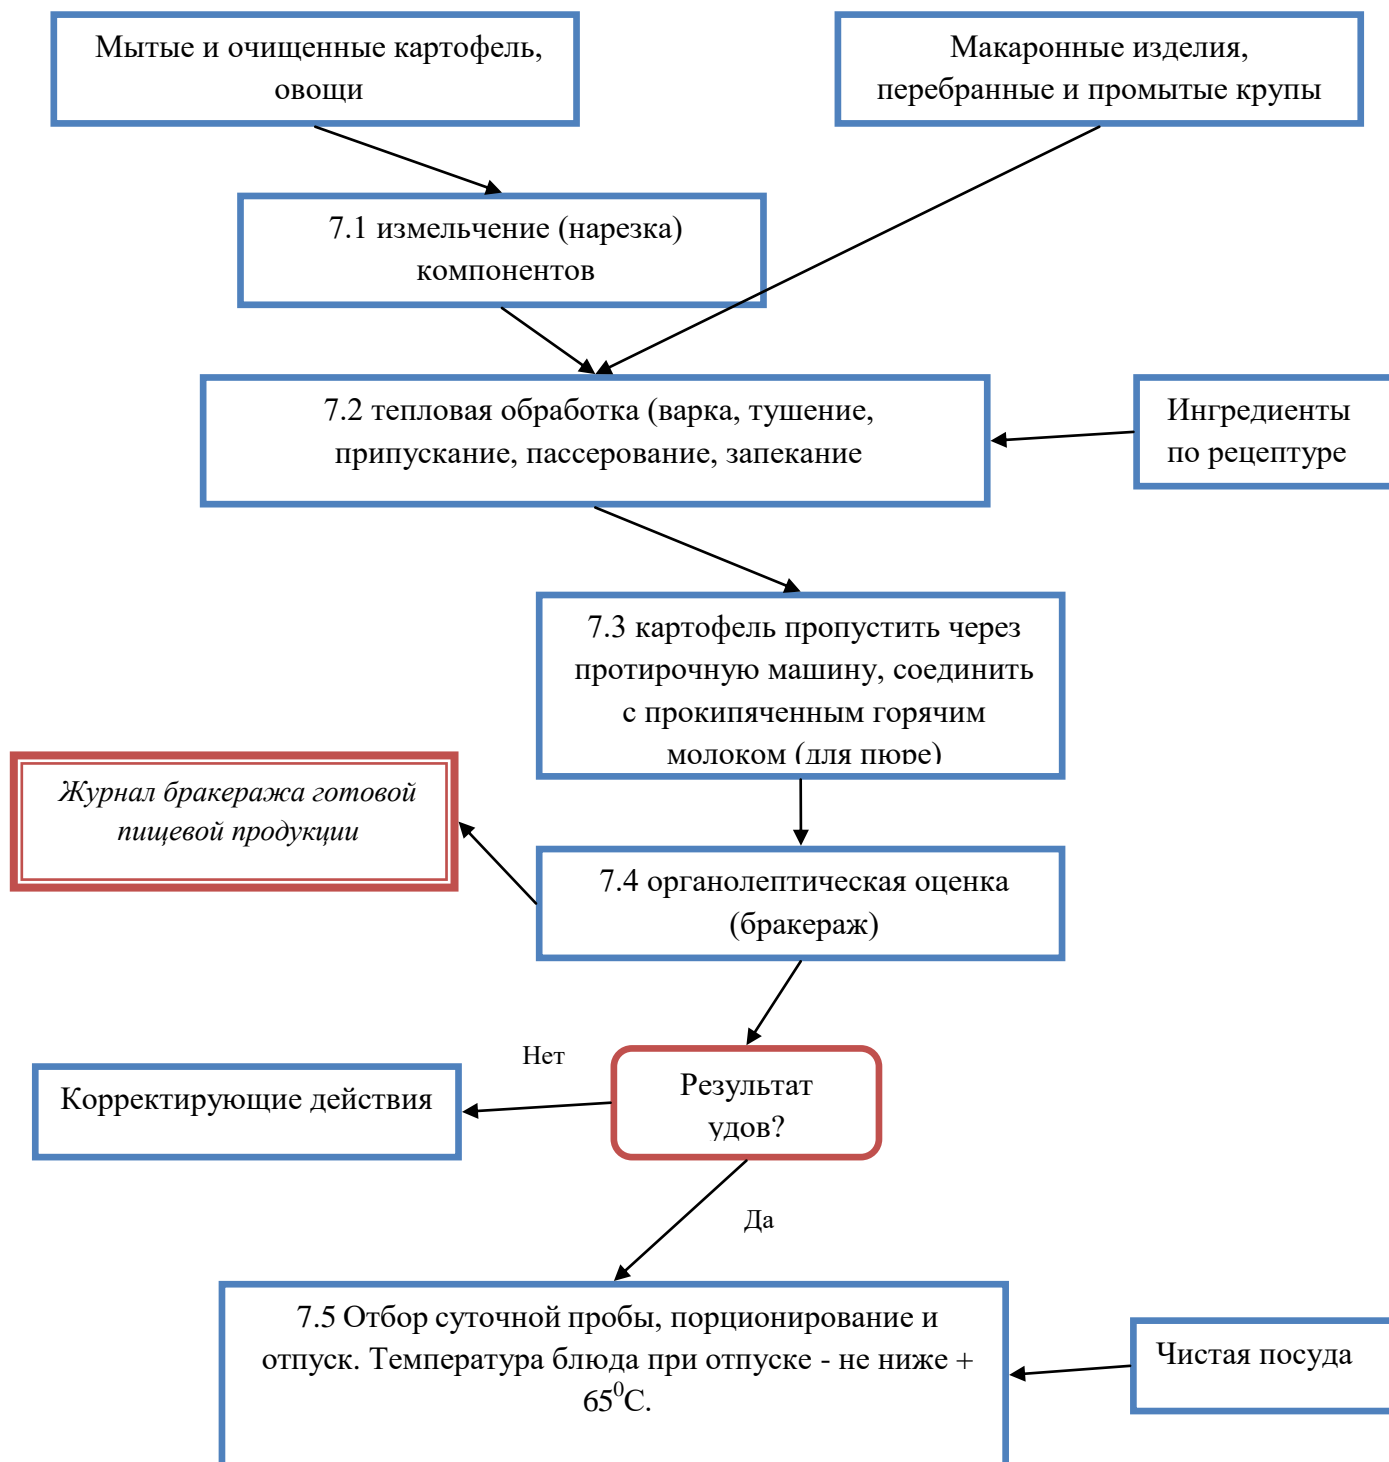 Мытые и очищенные картофель,
овощи
Макаронные изделия,
перебранные и промытые крупы
7.1 измельчение (нарезка)
компонентов
7.2 тепловая обработка (варка, тушение,
припускание, пассерование, запекание
Ингредиенты
по рецептуре
7.3 картофель пропустить через
протирочную машину, соединить
с прокипяченным горячим
молоком (для пюре)
Журнал бракеража готовой
пищевой продукции
7.4 органолептическая оценка
(бракераж)
Нет
Результат
удов?
Корректирующие действия
Да
7.5 Отбор суточной пробы, порционирование и
отпуск. Температура блюда при отпуске - не ниже +
65⁰С.
Чистая посуда